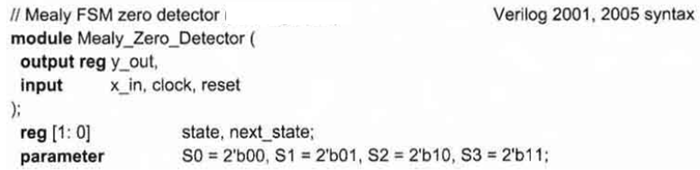 // Mealy FSM zero detector Verilog 2001, 2005 syntax
module Mealy_Zero_Detector (
output reg y_out,
input x_in, clock, reset
);
reg [1: 0] state, next_state;
parameter S0 = 2'b00, S1 = 2'b01, S2 = 2'b10, S3 = 2'b11;